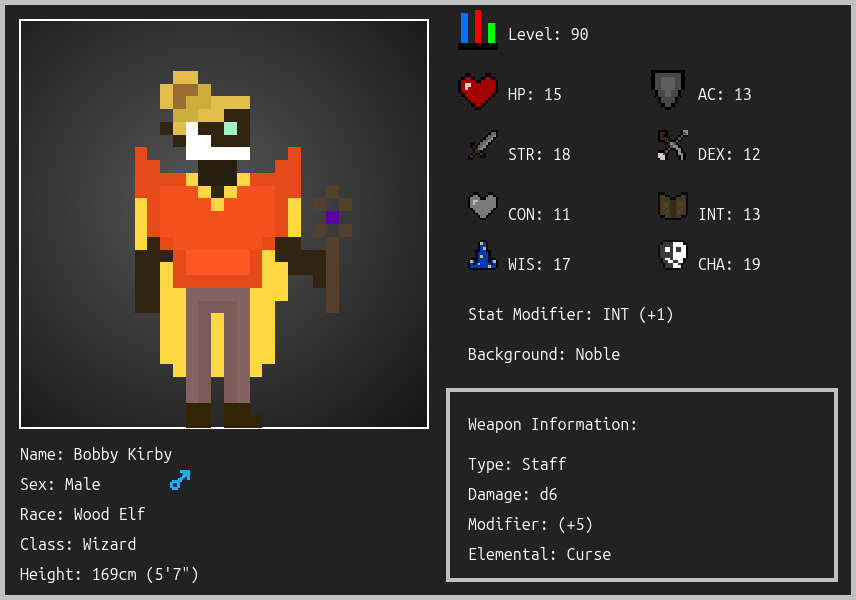 Level: 90
HP: 15
AC: 13
STR: 18
DEX: 12
CON: 11
INT: 13
WIS: 17
CHA: 19
Stat Modifier: INT (+1)
Background: Noble
Weapon Information:
Type: Staff
Damage: d6
Modifier: (+5)
Elemental: Curse
Name: Bobby Kirby
Sex: Male
Race: Wood Elf
Class: Wizard
Height: 169cm (5'7")